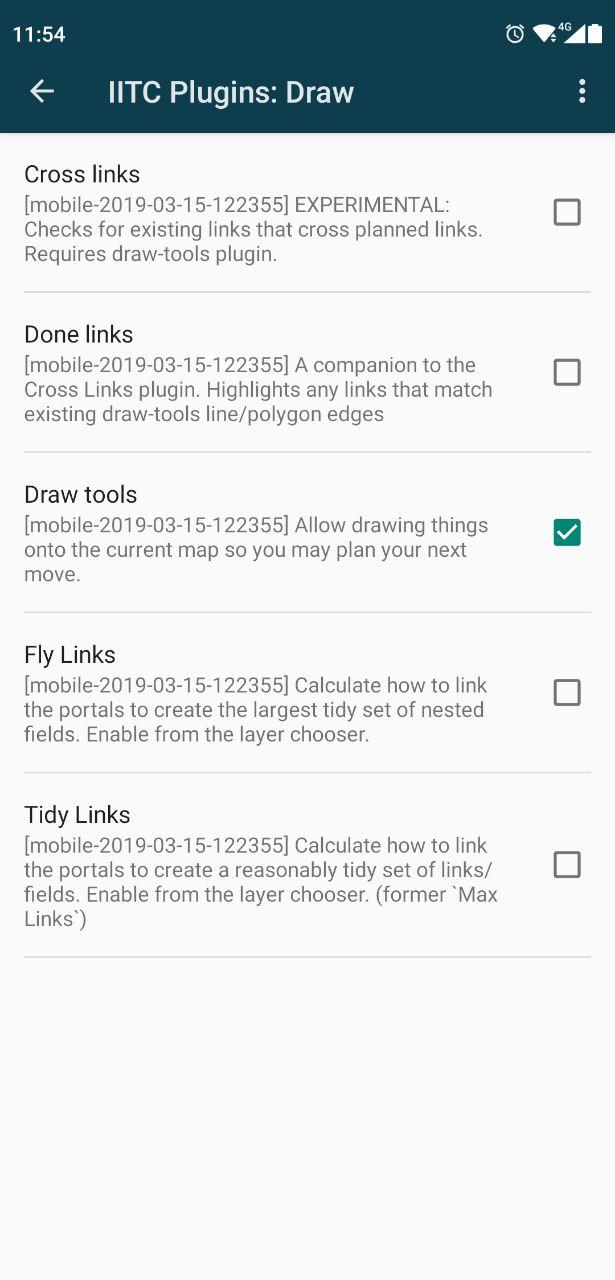 11:54
4G
IITC Plugins: Draw
Cross links
[mobile-2019-03-15-122355] EXPERIMENTAL:
Checks for existing links that cross planned links.
Requires draw-tools plugin.
Done links
[mobile-2019-03-15-122355] A companion to the
Cross Links plugin. Highlights any links that match
existing draw-tools line/polygon edges
Draw tools
[mobile-2019-03-15-122355] Allow drawing things
onto the current map so you may plan your next
move.
Fly Links
[mobile-2019-03-15-122355] Calculate how to link
the portals to create the largest tidy set of nested
fields. Enable from the layer chooser.
Tidy Links
[mobile-2019-03-15-122355] Calculate how to link
the portals to create a reasonably tidy set of links/
fields. Enable from the layer chooser. (former `Max
Links`)